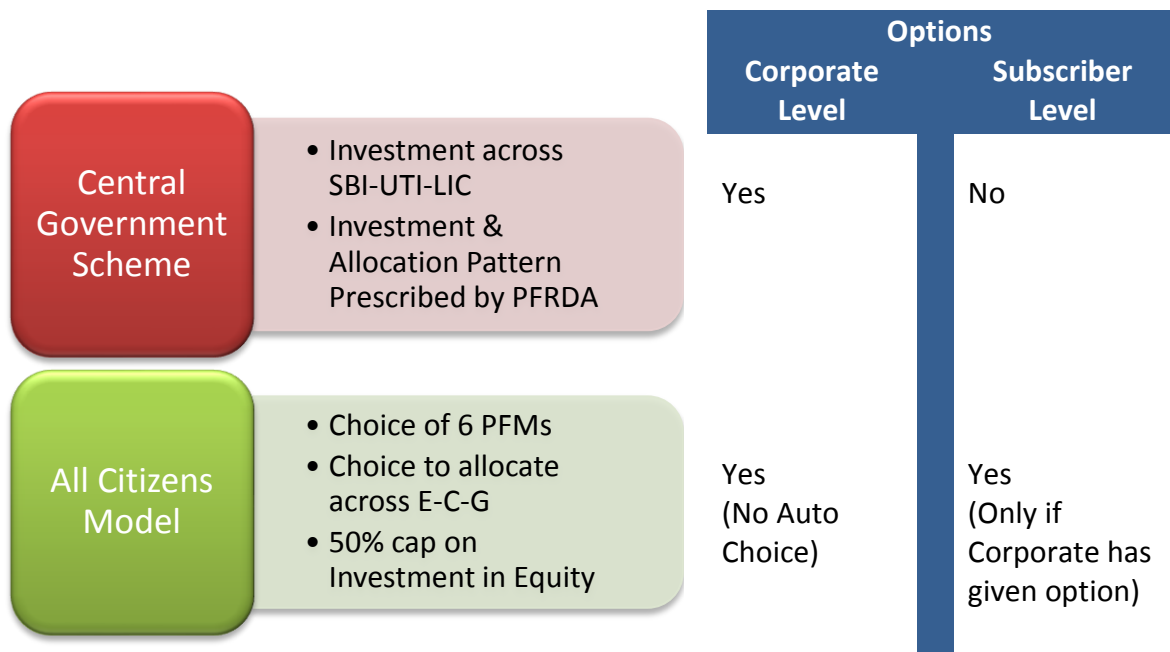 Options
Corporate
Level
Subscriber
Level
Central
Government
Scheme
• Investment across
SBI-UTI-LIC
• Investment &
Allocation Pattern
Prescribed by PFRDA
Yes
No
All Citizens
Model
• Choice of 6 PFMs
• Choice to allocate
across E-C-G
• 50% cap on
Investment in Equity
Yes
(No Auto
Choice)
Yes
(Only if
Corporate has
given option)